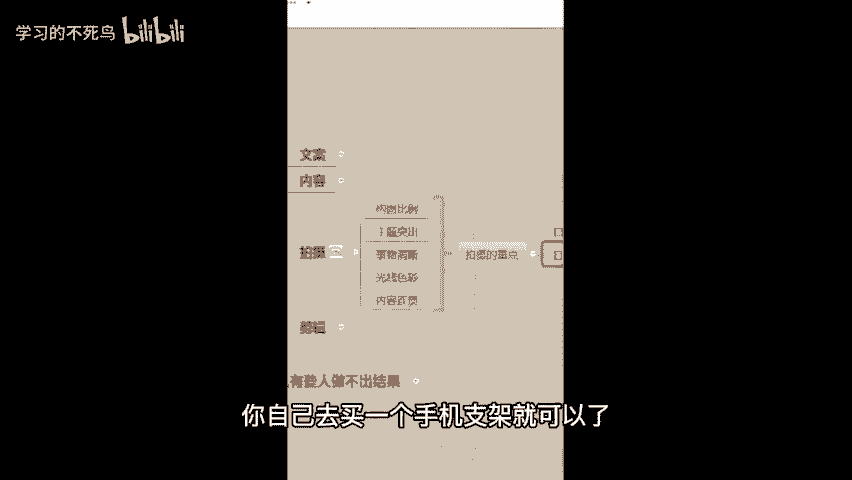 学习的不死鸟 bilibili
文案
内容
构图比例
主题突出
拍摄
事物清晰
拍摄的重点
光线色彩
内容距景
剪辑
有些人做不出结果
你自己去买一个手机支架就可以了